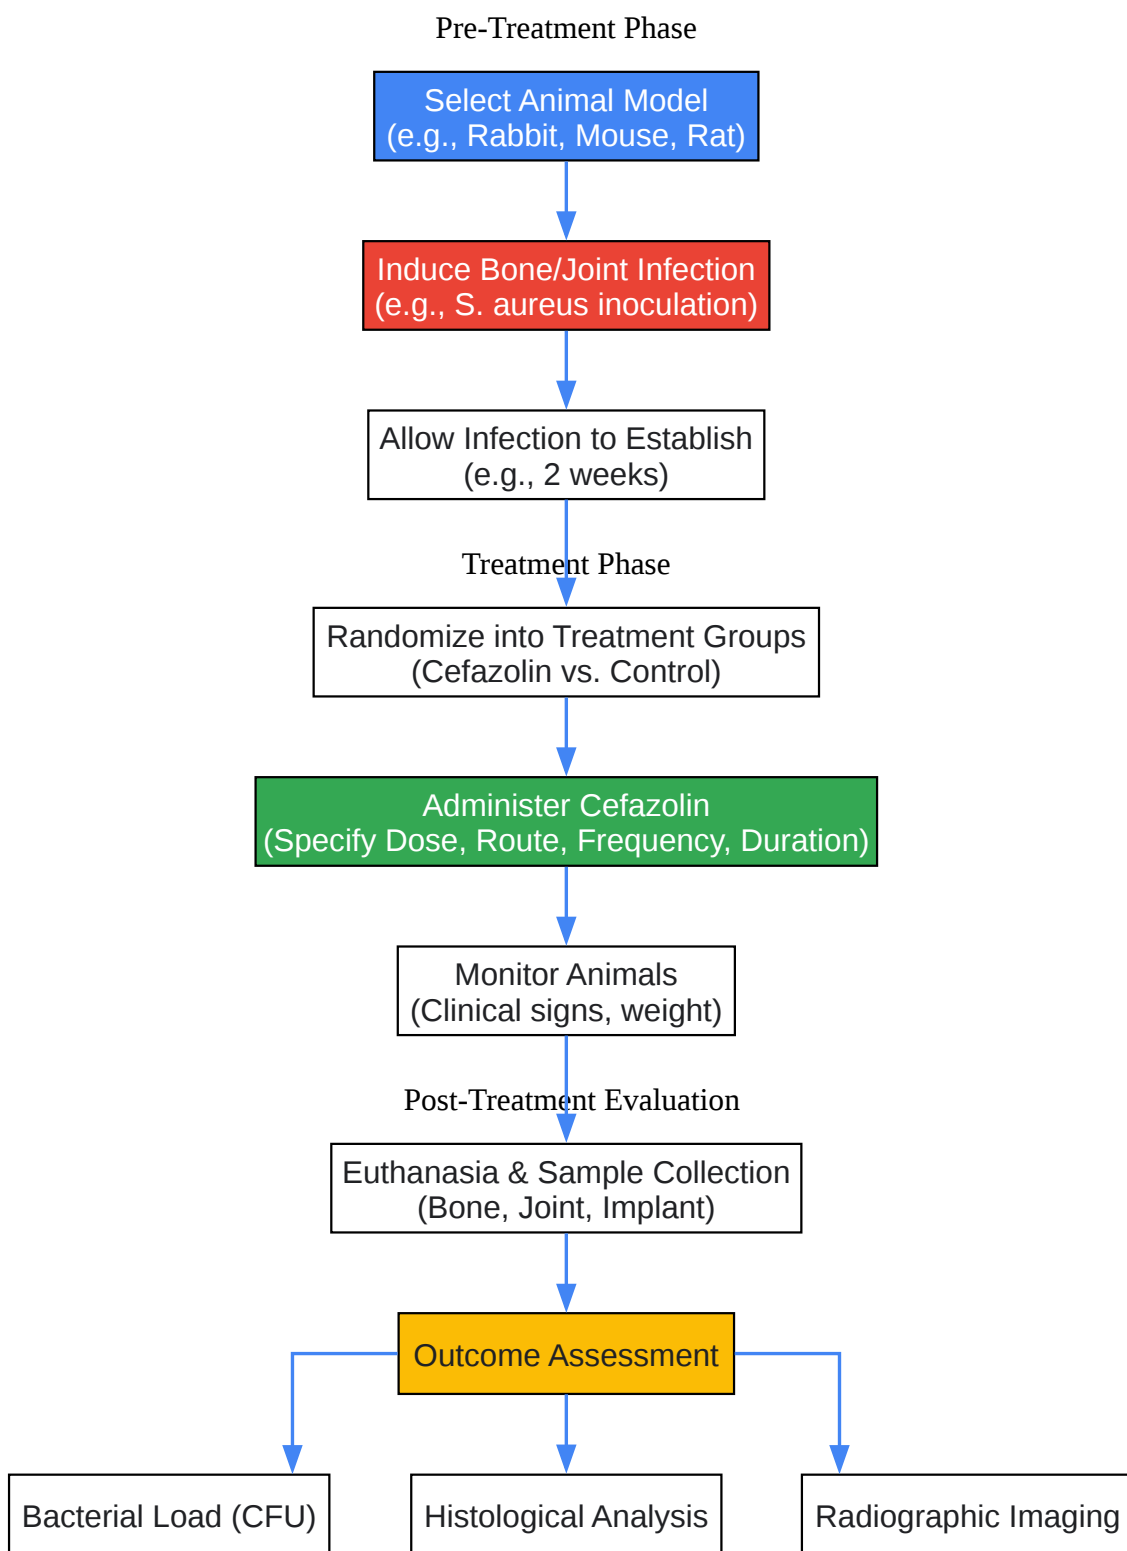 Pre-Treatment Phase
Select Animal Model
(e.g., Rabbit, Mouse, Rat)
Induce Bone/Joint Infection
(e.g., S. aureus inoculation)
Allow Infection to Establish
(e.g., 2 weeks)
Treatment Phase
Randomize into Treatment Groups
(Cefazolin vs. Control)
Administer Cefazolin
(Specify Dose, Route, Frequency, Duration)
Monitor Animals
(Clinical signs, weight)
Post-Treatment Evaluation
Euthanasia & Sample Collection
(Bone, Joint, Implant)
Outcome Assessment
Bacterial Load (CFU)
Histological Analysis
Radiographic Imaging